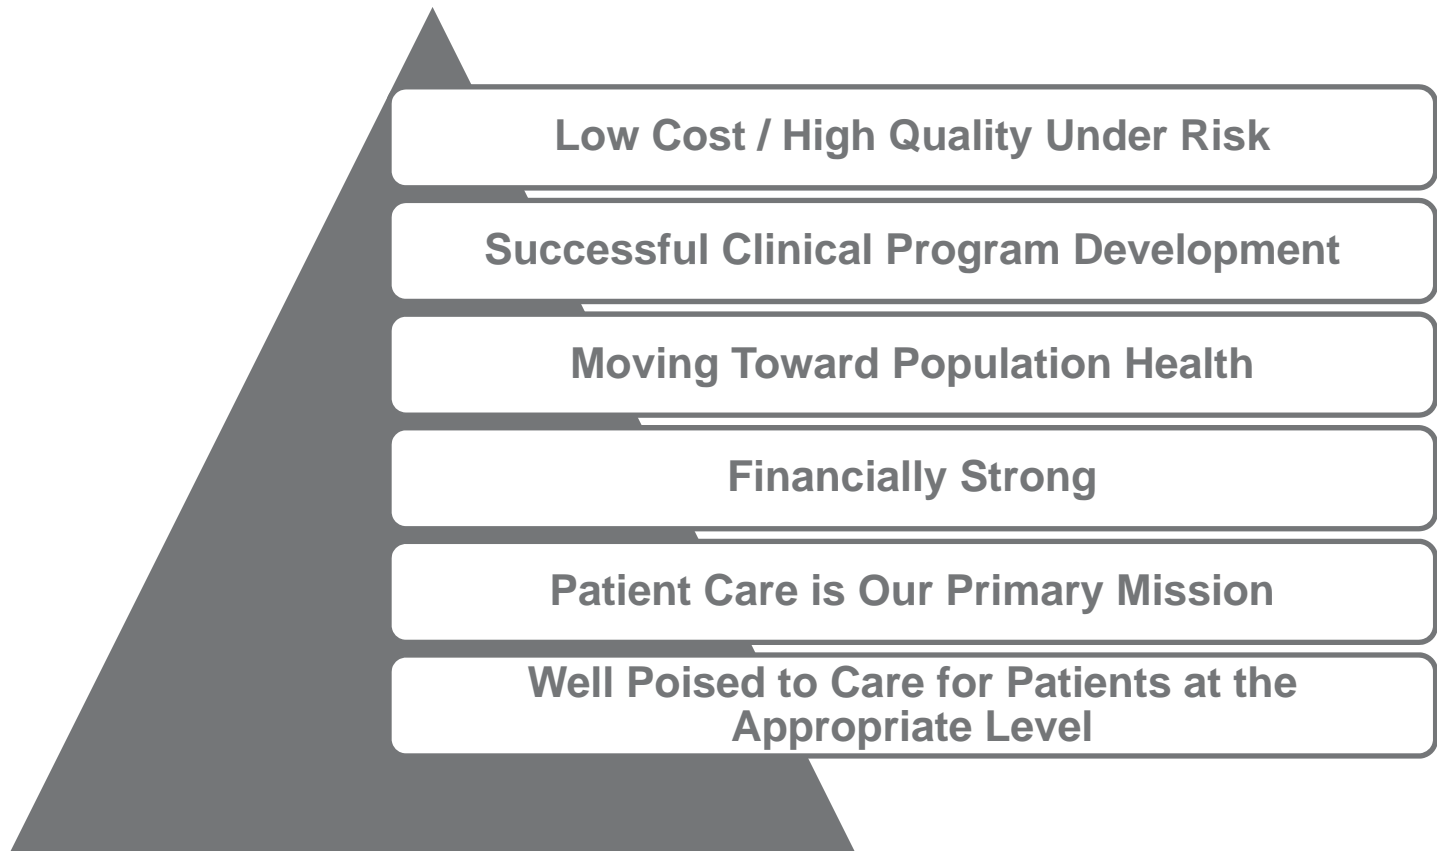 Low Cost / High Quality Under Risk
Successful Clinical Program Development
Moving Toward Population Health
Financially Strong
Patient Care is Our Primary Mission
Well Poised to Care for Patients at the
Appropriate Level